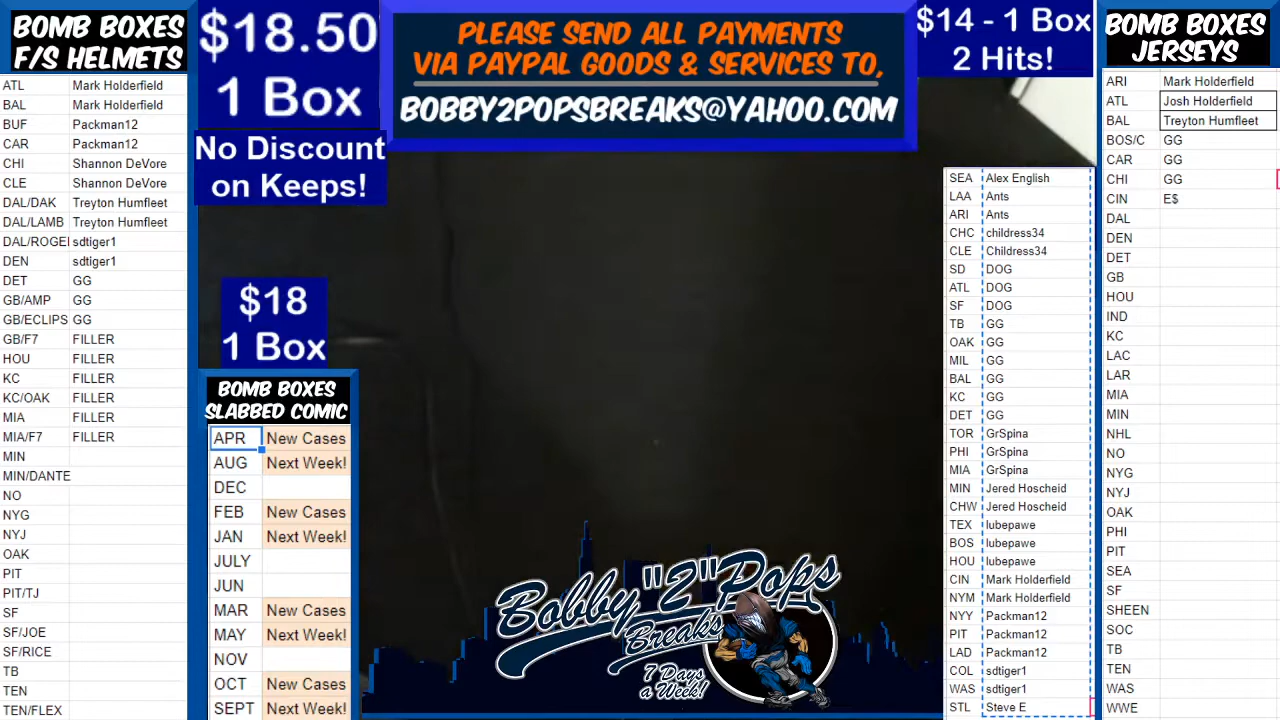 BOMB BOXES
F/S HELMETS
ATL Mark Holderfield
BAL Mark Holderfield
BUF Packman12
CAR Packman12
CHI Shannon DeVore
CLE Shannon DeVore
DAL/DAK Treyton Humfleet
DAL/LAMB Treyton Humfleet
DAL/ROGE sdtiger1
DEN sdtiger1
DET GG
GB/AMP GG
GB/ECLIPS GG
GB/F7 FILLER
HOU FILLER
KC FILLER
KC/OAK FILLER
MIA FILLER
MIA/F7 FILLER
MIN
MIN/DANTE
NO
NYG
NYJ
OAK
PIT
PIT/TJ
SF
SF/JOE
SF/RICE
TB
TEN
TEN/FLEX
$18.50
1 Box
No Discount
on Keeps!
$18
1 Box
BOMB BOXES
SLABBED COMIC
APR New Cases
AUG Next Week!
DEC
FEB New Cases
JAN Next Week!
JULY
JUN
MAR New Cases
MAY Next Week!
NOV
OCT New Cases
SEPT Next Week!
PLEASE SEND ALL PAYMENTS
VIA PAYPAL GOODS & SERVICES TO,
BOBBY2POPSBREAKS@YAHOO.COM
Bobby "2" Pops
Breaks
7 Days
a Week!
$14 - 1 Box
2 Hits!
SEA Alex English
LAA Ants
ARI Ants
CHC childress34
CLE Childress34
SD DOG
ATL DOG
SF DOG
TB GG
OAK GG
MIL GG
BAL GG
KC GG
DET GG
TOR GrSpina
PHI GrSpina
MIA GrSpina
MIN Jered Hoscheid
CHW Jered Hoscheid
TEX lubepawe
BOS lubepawe
HOU lubepawe
CIN Mark Holderfield
NYM Mark Holderfield
NYY Packman12
PIT Packman12
LAD Packman12
COL sdtiger1
WAS sdtiger1
STL Steve E
BOMB BOXES
JERSEYS
ARI Mark Holderfield
ATL Josh Holderfield
BAL Treyton Humfleet
BOS/C GG
CAR GG
CHI GG
CIN E$
DAL
DEN
DET
GB
HOU
IND
KC
LAC
LAR
MIA
MIN
NHL
NO
NYG
NYJ
OAK
PHI
PIT
SEA
SF
SHEEN
SOC
TB
TEN
WAS
WWE